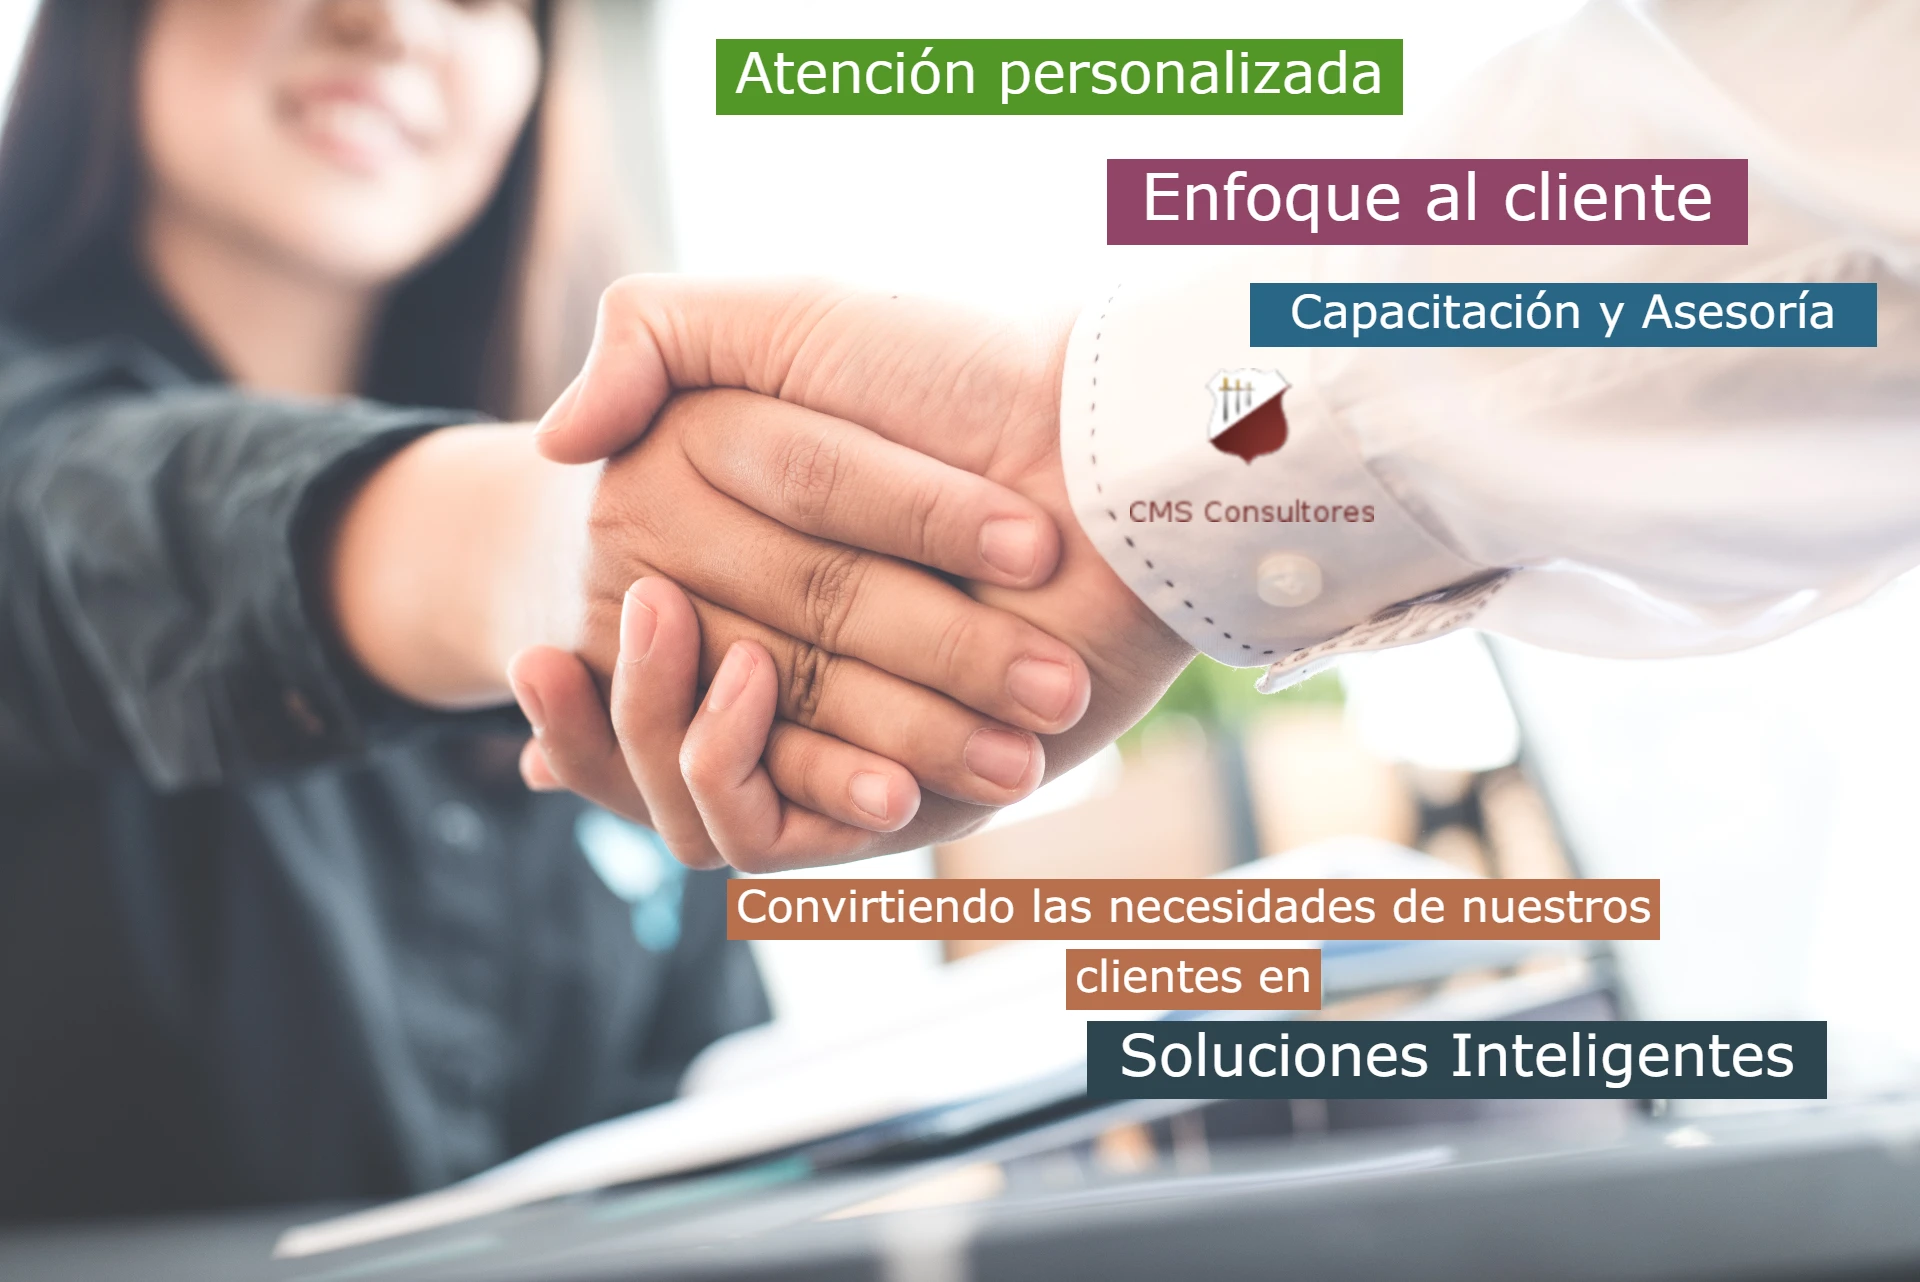 Atención personalizada
Enfoque al cliente
Capacitación y Asesoría
CMS Consultores
Convirtiendo las necesidades de nuestros
clientes en
Soluciones Inteligentes